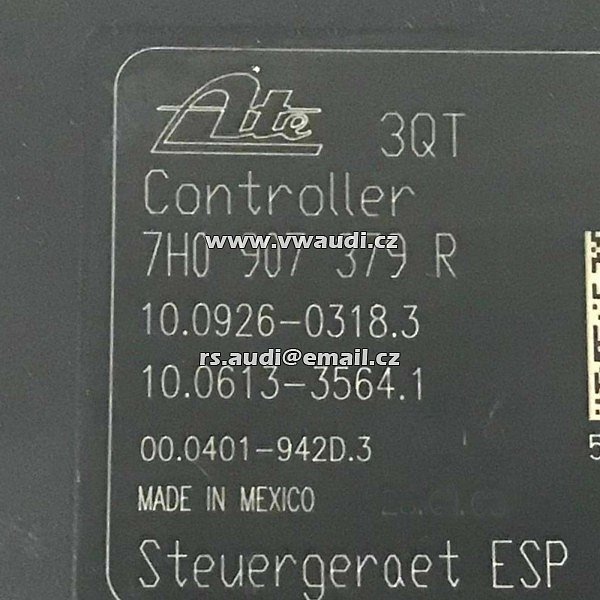 Ate 3QT
Controller
www.vwaudi.cz
7H0 907 379 R
10.0926-0318.3
rs.audi@email.cz
10.0613-3564.1
00.0401-942D.3
MADE IN MEXICO
5
Steuergeraet ESP